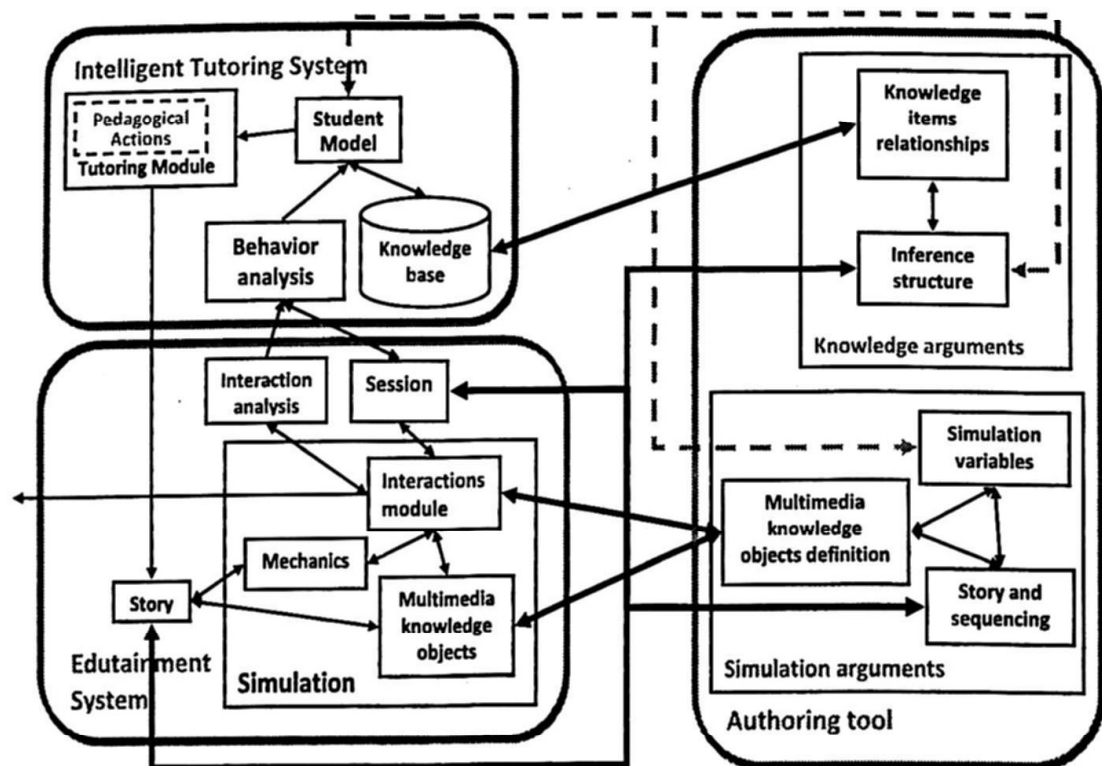 Intelligent Tutoring System
Pedagogical
Actions
Tutoring Module
Student
Model
Behavior
analysis
Knowledge
base
Interaction
analysis
Session
Interactions
module
Mechanics
Story
Multimedia
knowledge
objects
Edutainment
System
Simulation
Knowledge
items
relationships
Inference
structure
Knowledge arguments
Simulation
variables
Multimedia
knowledge
objects definition
Story and
sequencing
Simulation arguments
Authoring tool